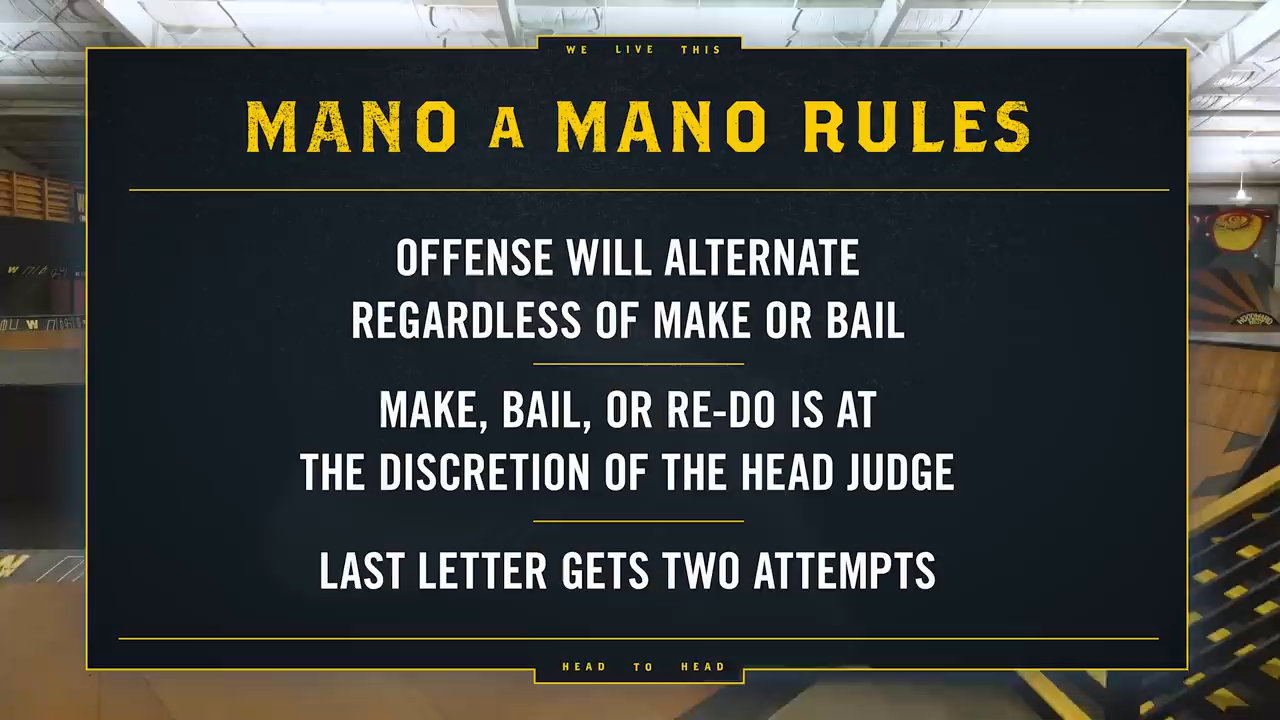 WE LIVE THIS
MANO A MANO RULES
OFFENSE WILL ALTERNATE
REGARDLESS OF MAKE OR BAIL
MAKE, BAIL, OR RE-DO IS AT
THE DISCRETION OF THE HEAD JUDGE
LAST LETTER GETS TWO ATTEMPTS
HEAD TO HEAD